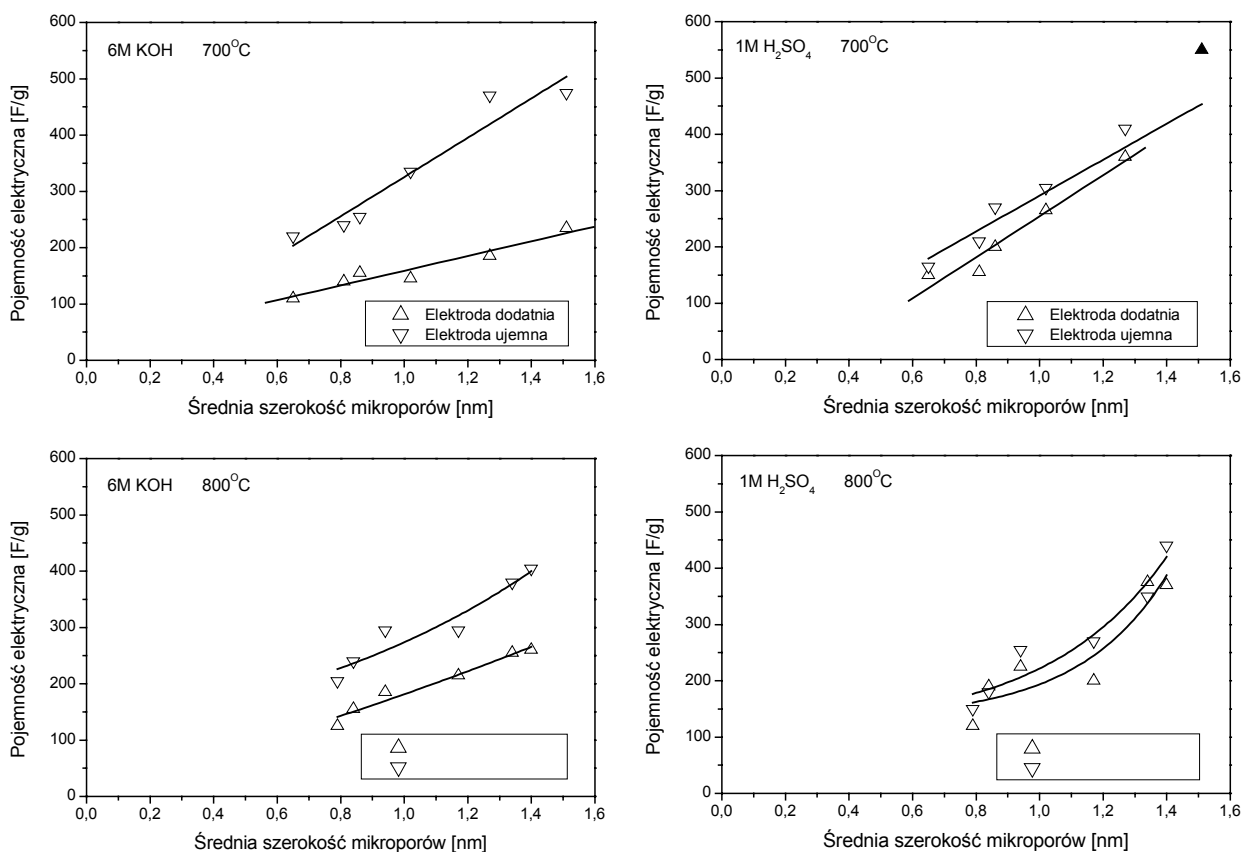 6M KOH 700°C
Pojemność elektryczna [F/g]
600
500
400
300
200
100
0
Elektroda dodatnia
Elektroda ujemna
0,0 0,2 0,4 0,6 0,8 1,0 1,2 1,4 1,6
Średnia szerokość mikroporów [nm]
1M H₂SO₄ 700°C
Pojemność elektryczna [F/g]
600
500
400
300
200
100
0
Elektroda dodatnia
Elektroda ujemna
0,0 0,2 0,4 0,6 0,8 1,0 1,2 1,4 1,6
Średnia szerokość mikroporów [nm]
6M KOH 800°C
Pojemność elektryczna [F/g]
600
500
400
300
200
100
0
0,0 0,2 0,4 0,6 0,8 1,0 1,2 1,4 1,6
Średnia szerokość mikroporów [nm]
1M H₂SO₄ 800°C
Pojemność elektryczna [F/g]
600
500
400
300
200
100
0
0,0 0,2 0,4 0,6 0,8 1,0 1,2 1,4 1,6
Średnia szerokość mikroporów [nm]